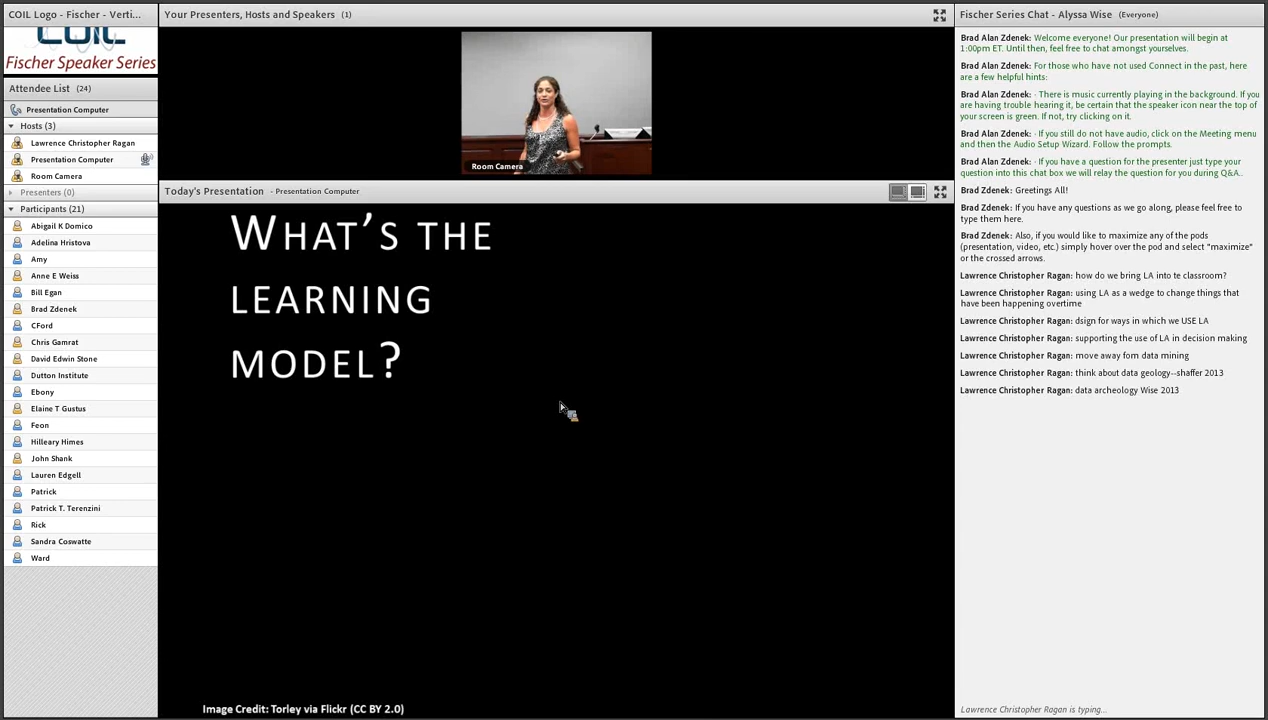 COIL Logo - Fischer - Verti...
COIL
Fischer Speaker Series
Attendee List (24)
Presentation Computer
Hosts (3)
Lawrence Christopher Ragan
Presentation Computer
Room Camera
Presenters (0)
Participants (21)
Abigail K Domico
Adelina Hristova
Amy
Anne E Weiss
Bill Egan
Brad Zdenek
CFord
Chris Gamrat
David Edwin Stone
Dutton Institute
Ebony
Elaine T Gustus
Feon
Hilleary Himes
John Shank
Lauren Edgell
Patrick
Patrick T. Terenzini
Rick
Sandra Coswatte
Ward
Your Presenters, Hosts and Speakers (1)
Room Camera
Today's Presentation - Presentation Computer
WHAT'S THE
LEARNING
MODEL?
Image Credit: Torley via Flickr (CC BY 2.0)
Fischer Series Chat - Alyssa Wise (Everyone)
Brad Alan Zdenek: Welcome everyone! Our presentation will begin at
1:00pm ET. Until then, feel free to chat amongst yourselves.
Brad Alan Zdenek: For those who have not used Connect in the past, here
are a few helpful hints:
Brad Alan Zdenek: · There is music currently playing in the background. If you
are having trouble hearing it, be certain that the speaker icon near the top of
your screen is green. If not, try clicking on it.
Brad Alan Zdenek: · If you still do not have audio, click on the Meeting menu
and then the Audio Setup Wizard. Follow the prompts.
Brad Alan Zdenek: · If you have a question for the presenter just type your
question into this chat box we will relay the question for you during Q&A..
Brad Zdenek: Greetings All!
Brad Zdenek: If you have any questions as we go along, please feel free to
type them here.
Brad Zdenek: Also, if you would like to maximize any of the pods
(presentation, video, etc.) simply hover over the pod and select "maximize"
or the crossed arrows.
Lawrence Christopher Ragan: how do we bring LA into te classroom?
Lawrence Christopher Ragan: using LA as a wedge to change things that
have been happening overtime
Lawrence Christopher Ragan: dsign for ways in which we USE LA
Lawrence Christopher Ragan: supporting the use of LA in decision making
Lawrence Christopher Ragan: move away fom data mining
Lawrence Christopher Ragan: think about data geology--shaffer 2013
Lawrence Christopher Ragan: data archeology Wise 2013
Lawrence Christopher Ragan is typing...